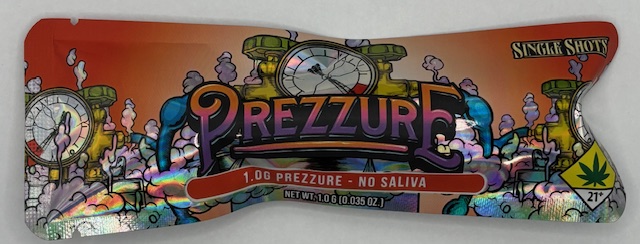 SINGLE SHOTS
PREZZURE
1.0G PREZZURE - NO SALIVA
NET WT. 1.0 G (0.035 OZ.)
21+